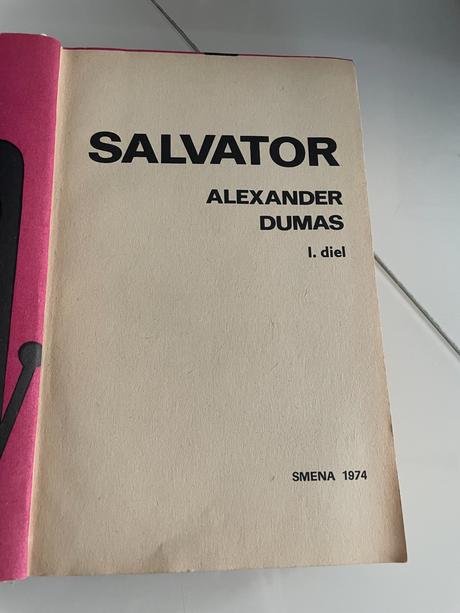 SALVATOR
ALEXANDER
DUMAS
I. diel
SMENA 1974